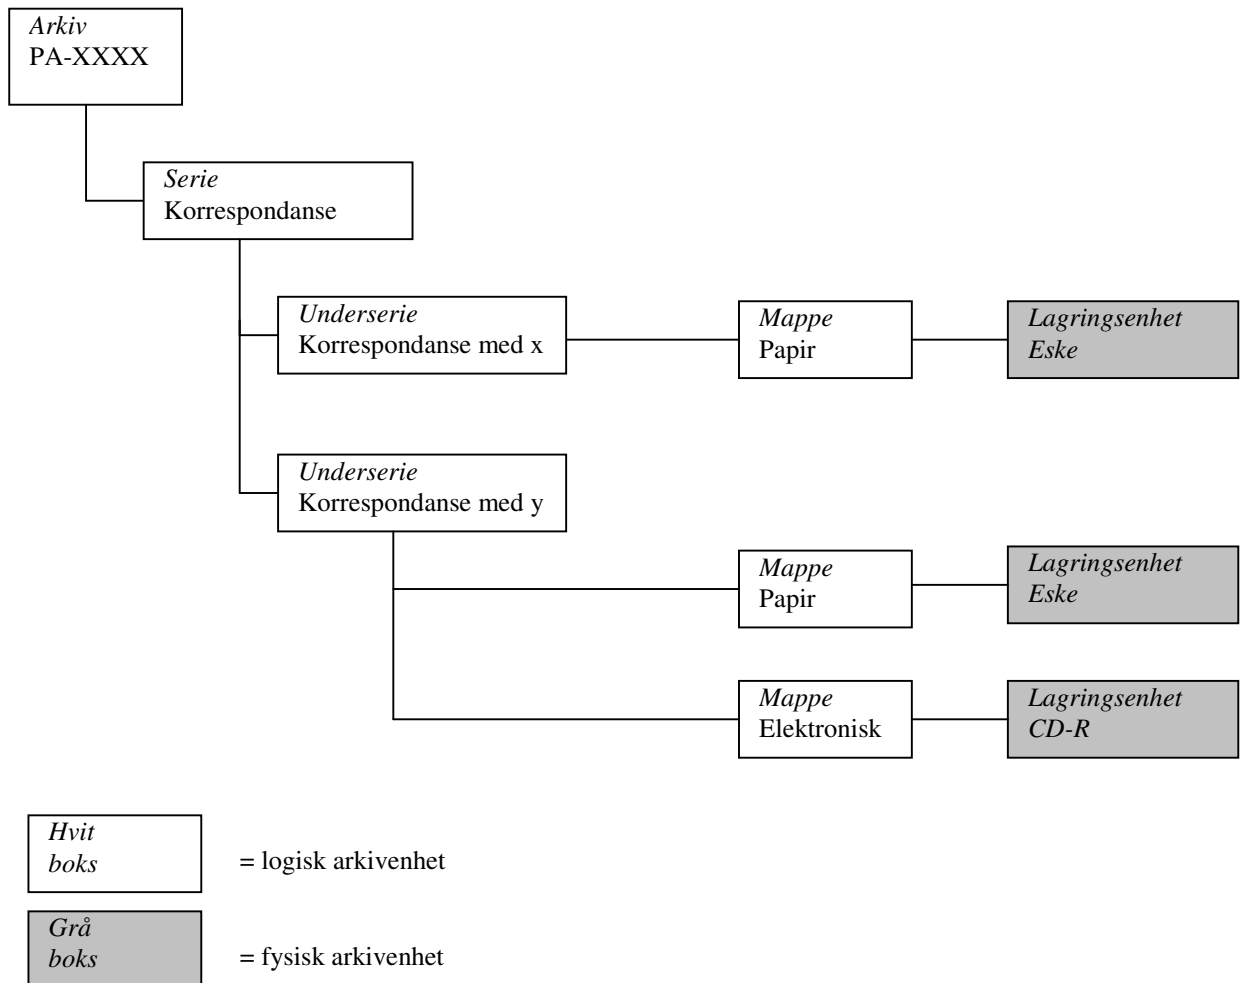 Arkiv
PA-XXXX
Serie
Korrespondanse
Underserie
Korrespondanse med x
Mappe
Papir
Lagringsenhet
Eske
Underserie
Korrespondanse med y
Mappe
Papir
Lagringsenhet
Eske
Mappe
Elektronisk
Lagringsenhet
CD-R
Hvit
boks
= logisk arkivenhet
Grå
boks
= fysisk arkivenhet